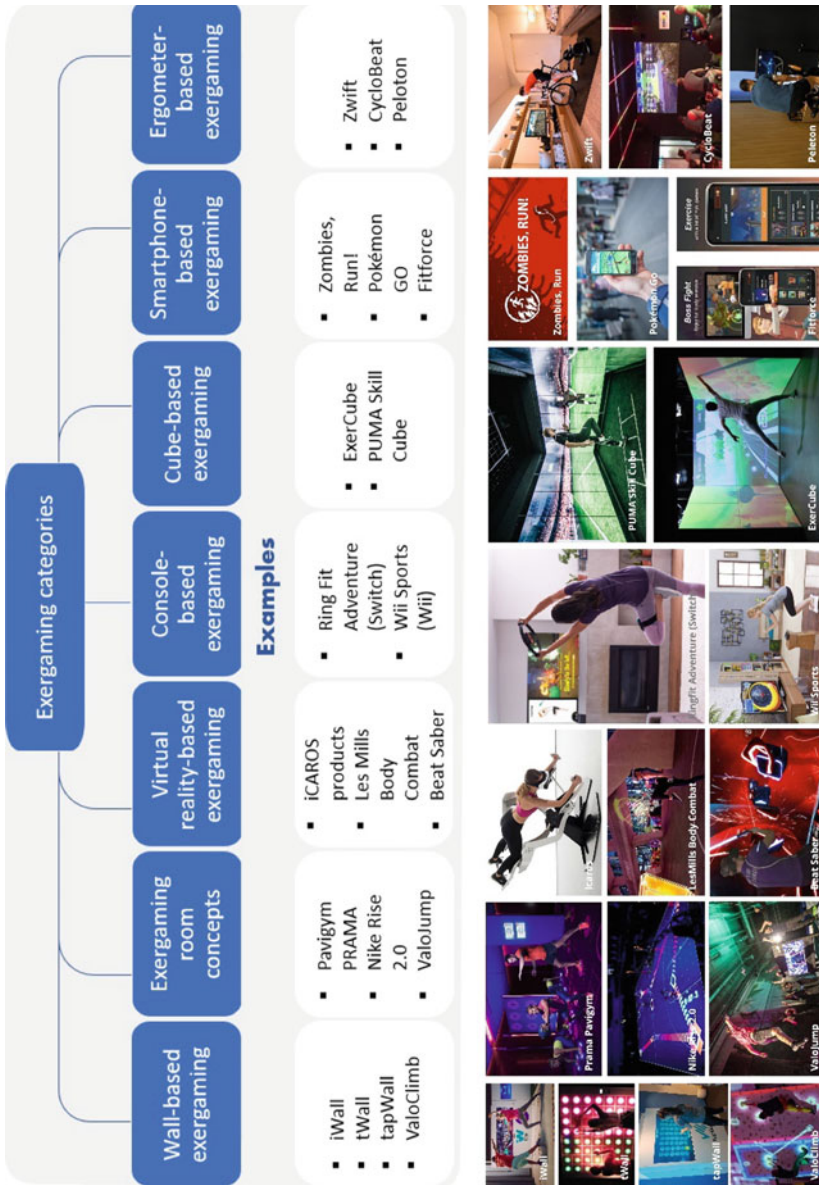 Exergaming categories
Wall-based
exergaming
Exergaming
room
concepts
Virtual
reality-based
exergaming
Console-
based
exergaming
Cube-based
exergaming
Smartphone-
based
exergaming
Ergometer-
based
exergaming
Examples
▪ iWall
▪ tWall
▪ tapWall
▪ ValoClimb
▪ Pavigym
PRAMA
▪ Nike Rise
2.0
▪ ValoJump
▪ iCAROS
products
▪ Les Mills
Body
Combat
▪ Beat Saber
▪ Ring Fit
Adventure
(Switch)
▪ Wii Sports
(Wii)
▪ ExerCube
▪ PUMA Skill
Cube
▪ Zombies,
Run!
▪ Pokémon
GO
▪ Fitforce
▪ Zwift
▪ CycloBeat
▪ Peloton
iWall
tWall
tapWall
ValoClimb
Prama Pavigym
Nike Rise 2.0
ValoJump
Icaros
LesMills Body Combat
Beat Saber
Ringfit Adventure (Switch
Wii Sports
PUMA Skill Cube
ExerCube
ZOMBIES, RUN!
Zombies, Run
Pokémon Go
Boss Fight
Exercise
Fitforce
Zwift
CycloBeat
Peleton